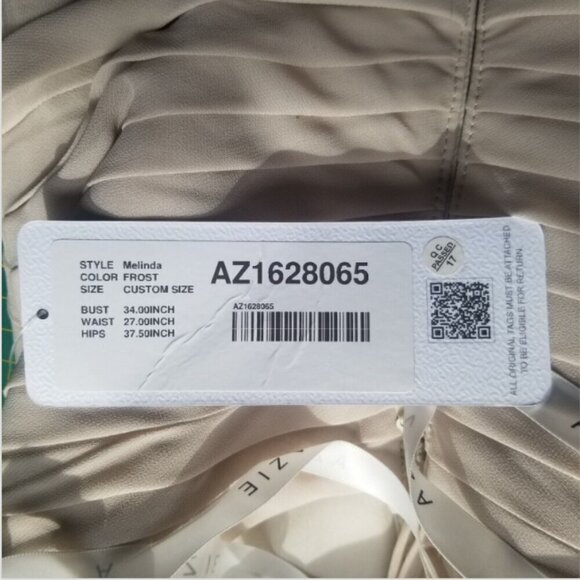 STYLE Melinda
COLOR FROST
SIZE CUSTOM SIZE
BUST 34.00INCH
WAIST 27.00INCH
HIPS 37.50INCH
AZ1628065
AZ1628065
Q C
PASSED
17
ALL ORIGINAL TAGS MUST BE ATTACHED
TO BE ELIGIBLE FOR RETURN
AZAZIE